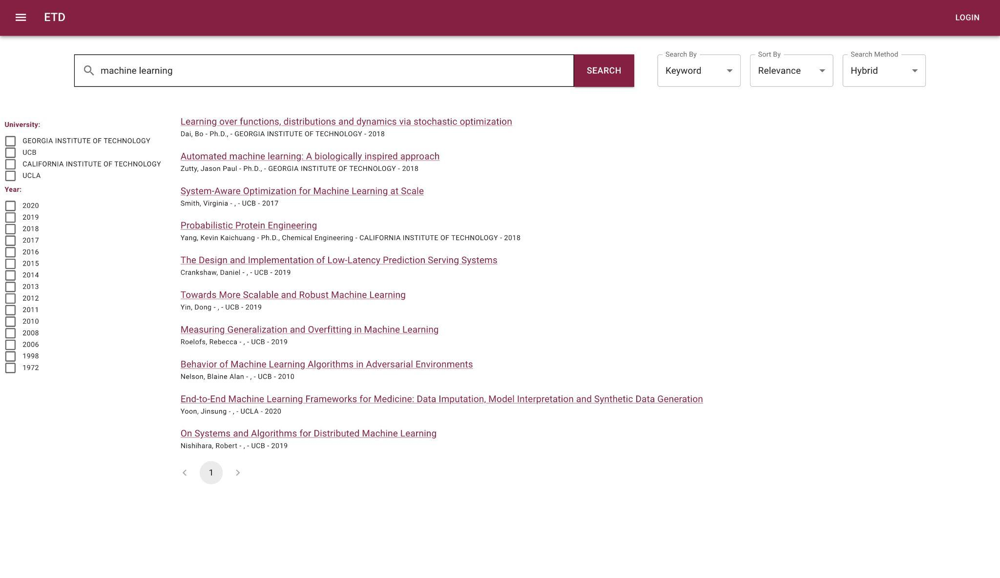 ETD
LOGIN
machine learning
SEARCH
Search By
Keyword
Sort By
Relevance
Search Method
Hybrid
University:
GEORGIA INSTITUTE OF TECHNOLOGY
UCB
CALIFORNIA INSTITUTE OF TECHNOLOGY
UCLA
Year:
2020
2019
2018
2017
2016
2015
2014
2013
2012
2011
2010
2008
2006
1998
1972
Learning over functions, distributions and dynamics via stochastic optimization
Dai, Bo - Ph.D., - GEORGIA INSTITUTE OF TECHNOLOGY - 2018
Automated machine learning: A biologically inspired approach
Zutty, Jason Paul - Ph.D., - GEORGIA INSTITUTE OF TECHNOLOGY - 2018
System-Aware Optimization for Machine Learning at Scale
Smith, Virginia - , - UCB - 2017
Probabilistic Protein Engineering
Yang, Kevin Kaichuang - Ph.D., Chemical Engineering - CALIFORNIA INSTITUTE OF TECHNOLOGY - 2018
The Design and Implementation of Low-Latency Prediction Serving Systems
Crankshaw, Daniel - , - UCB - 2019
Towards More Scalable and Robust Machine Learning
Yin, Dong - , - UCB - 2019
Measuring Generalization and Overfitting in Machine Learning
Roelofs, Rebecca - , - UCB - 2019
Behavior of Machine Learning Algorithms in Adversarial Environments
Nelson, Blaine Alan - , - UCB - 2010
End-to-End Machine Learning Frameworks for Medicine: Data Imputation, Model Interpretation and Synthetic Data Generation
Yoon, Jinsung - , - UCLA - 2020
On Systems and Algorithms for Distributed Machine Learning
Nishihara, Robert - , - UCB - 2019
1